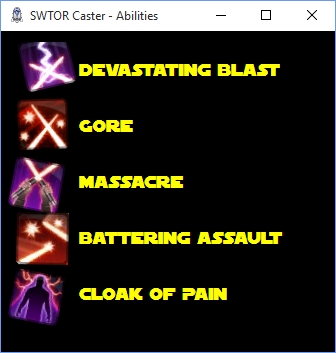 SWTOR Caster - Abilities
DEVASTATING BLAST
GORE
MASSACRE
BATTERING ASSAULT
CLOAK OF PAIN